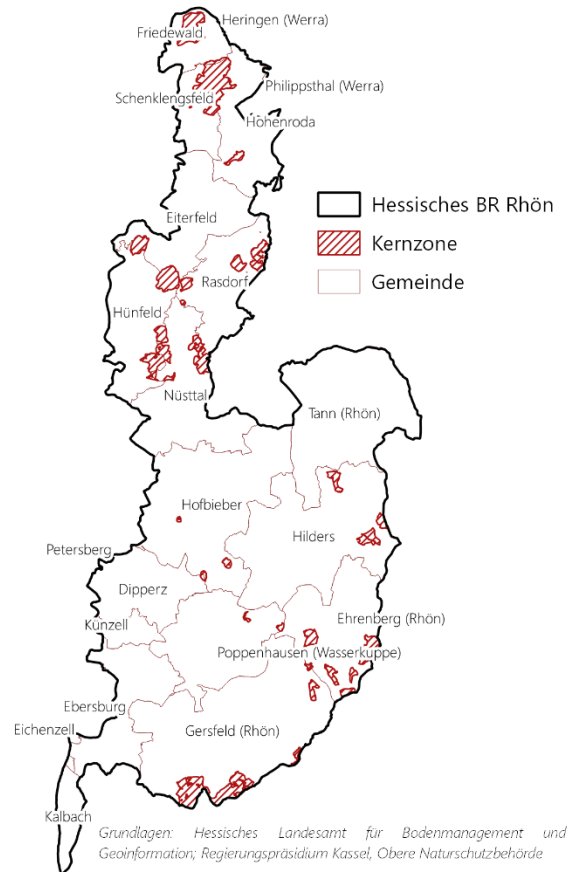 Heringen (Werra)
Friedewald
Philippsthal (Werra)
Schenklengsfeld
Hohenroda
Hessisches BR Rhön
Eiterfeld
Kernzone
Rasdorf
Gemeinde
Hünfeld
Nüsttal
Tann (Rhön)
Hofbieber
Hilders
Petersberg
Dipperz
Ehrenberg (Rhön)
Künzell
Poppenhausen (Wasserkuppe)
Ebersburg
Eichenzell
Gersfeld (Rhön)
Kalbach
Grundlagen: Hessisches Landesamt für Bodenmanagement und
Geoinformation; Regierungspräsidium Kassel, Obere Naturschutzbehörde